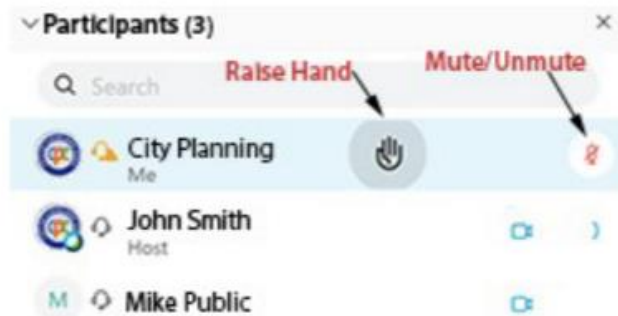 Participants (3)
Search
Raise Hand
Mute/Unmute
City Planning
Me
John Smith
Host
M
Mike Public